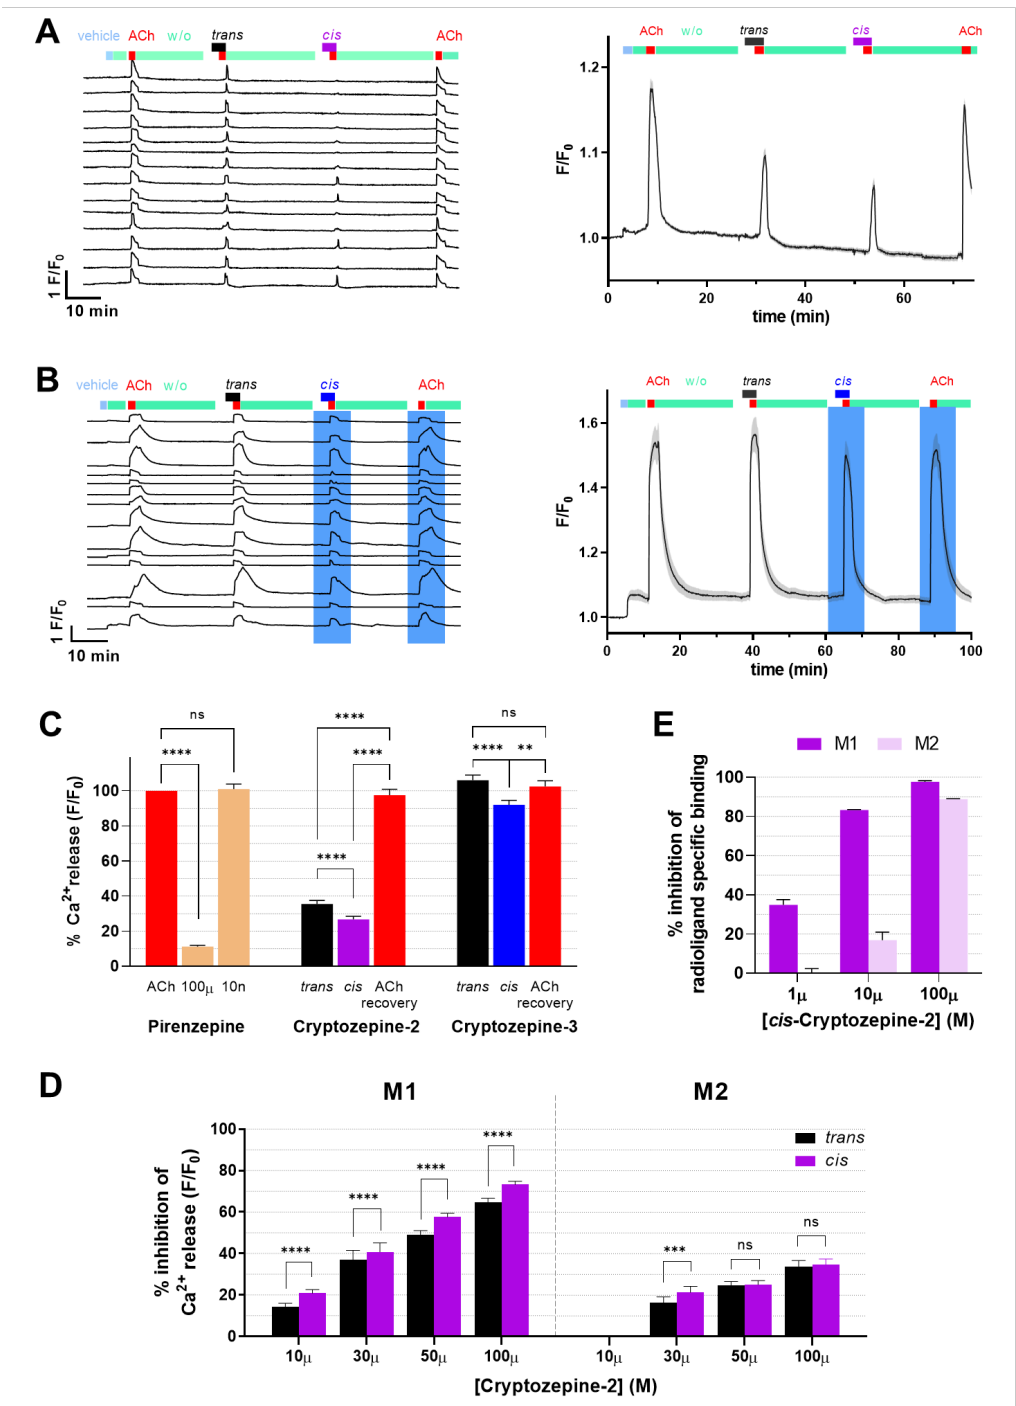 A
vehicle ACh w/o trans cis ACh
1 F/F0
10 min
ACh w/o trans cis ACh
F/F0
1.2
1.1
1.0
0 20 40 60
time (min)
B
vehicle ACh w/o trans cis ACh
1 F/F0
10 min
ACh w/o trans cis ACh
F/F0
1.6
1.4
1.2
1.0
0 20 40 60 80 100
time (min)
C
% Ca2+release (F/F0)
100
80
60
40
20
0
ns
****
****
****
****
ns
**** **
ACh 100μ 10n
trans cis ACh recovery
trans cis ACh recovery
Pirenzepine Cryptozepine-2 Cryptozepine-3
E
M1 M2
% inhibition of
radioligand specific binding
100
80
60
40
20
0
1μ 10μ 100μ
[cis-Cryptozepine-2] (M)
D
M1 M2
% inhibition of
Ca2+ release (F/F0)
100
80
60
40
20
0
trans
cis
**** **** **** **** *** ns ns
10μ 30μ 50μ 100μ 10μ 30μ 50μ 100μ
[Cryptozepine-2] (M)